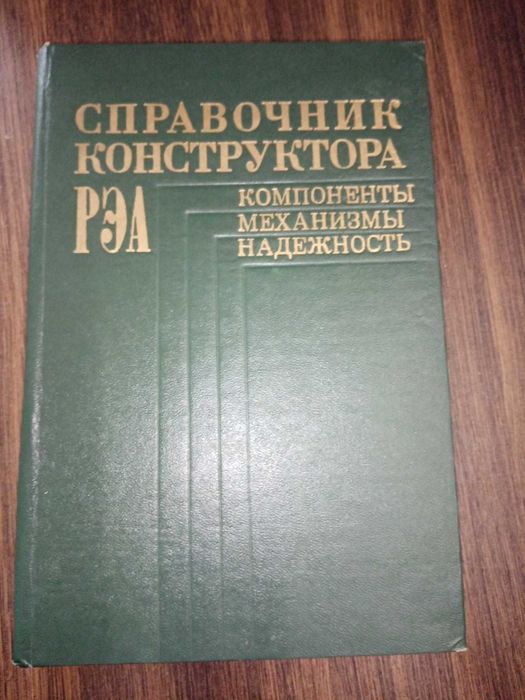 СПРАВОЧНИК
КОНСТРУКТОРА
РЭА
КОМПОНЕНТЫ
МЕХАНИЗМЫ
НАДЕЖНОСТЬ